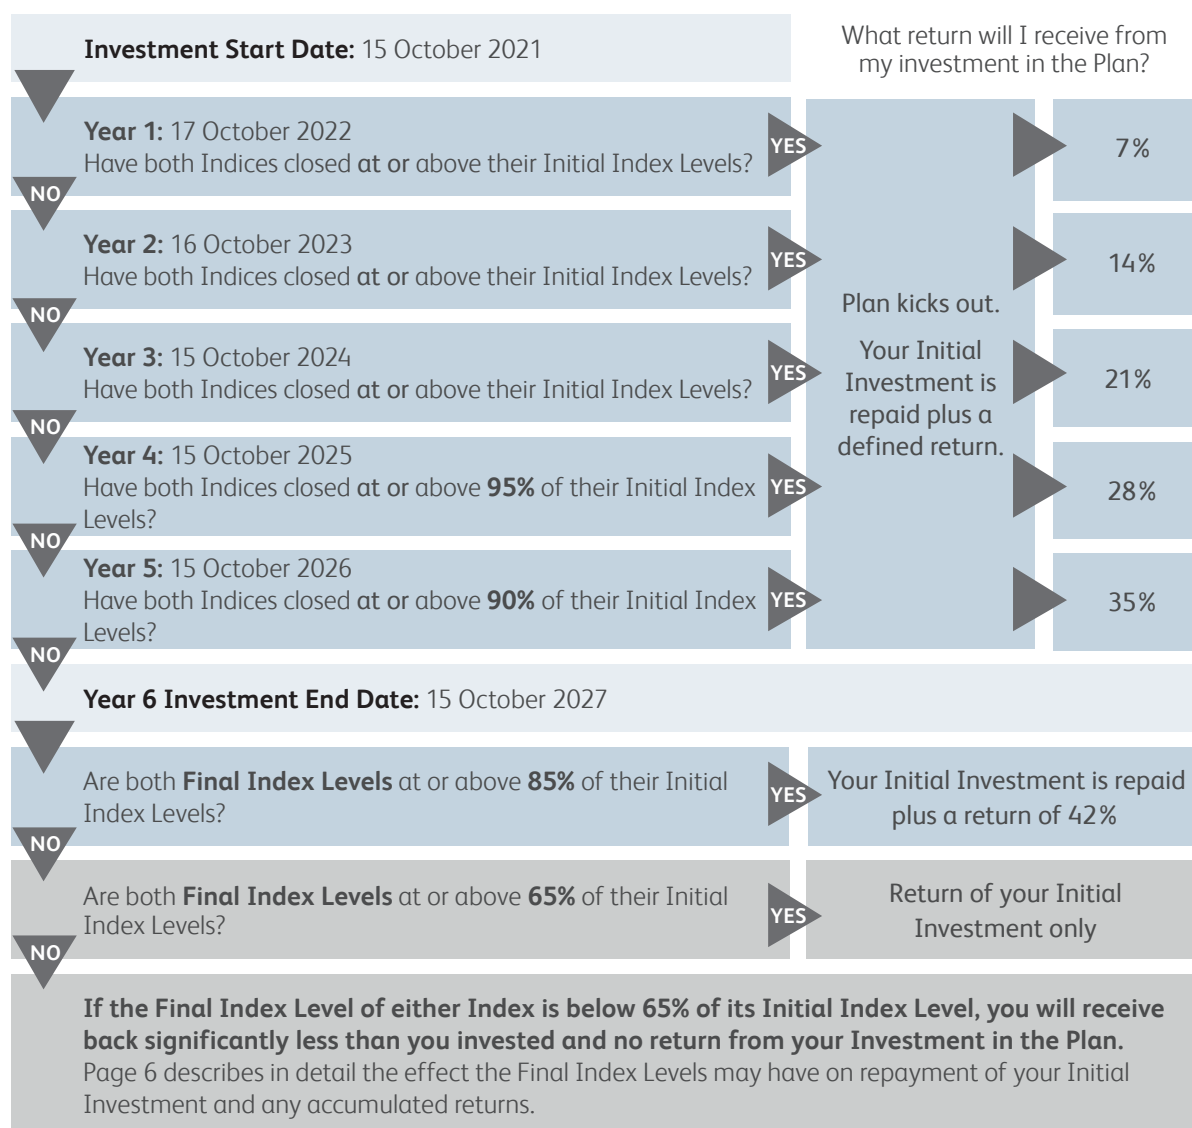 Investment Start Date: 15 October 2021
What return will I receive from
my investment in the Plan?
Year 1: 17 October 2022
Have both Indices closed at or above their Initial Index Levels?
YES
7%
NO
Year 2: 16 October 2023
Have both Indices closed at or above their Initial Index Levels?
YES
14%
NO
Year 3: 15 October 2024
Have both Indices closed at or above their Initial Index Levels?
YES
21%
NO
Year 4: 15 October 2025
Have both Indices closed at or above 95% of their Initial Index
Levels?
YES
28%
NO
Year 5: 15 October 2026
Have both Indices closed at or above 90% of their Initial Index
Levels?
YES
35%
Plan kicks out.
Your Initial
Investment is
repaid plus a
defined return.
NO
Year 6 Investment End Date: 15 October 2027
Are both Final Index Levels at or above 85% of their Initial
Index Levels?
YES
Your Initial Investment is repaid
plus a return of 42%
NO
Are both Final Index Levels at or above 65% of their Initial
Index Levels?
YES
Return of your Initial
Investment only
NO
If the Final Index Level of either Index is below 65% of its Initial Index Level, you will receive
back significantly less than you invested and no return from your Investment in the Plan.
Page 6 describes in detail the effect the Final Index Levels may have on repayment of your Initial
Investment and any accumulated returns.